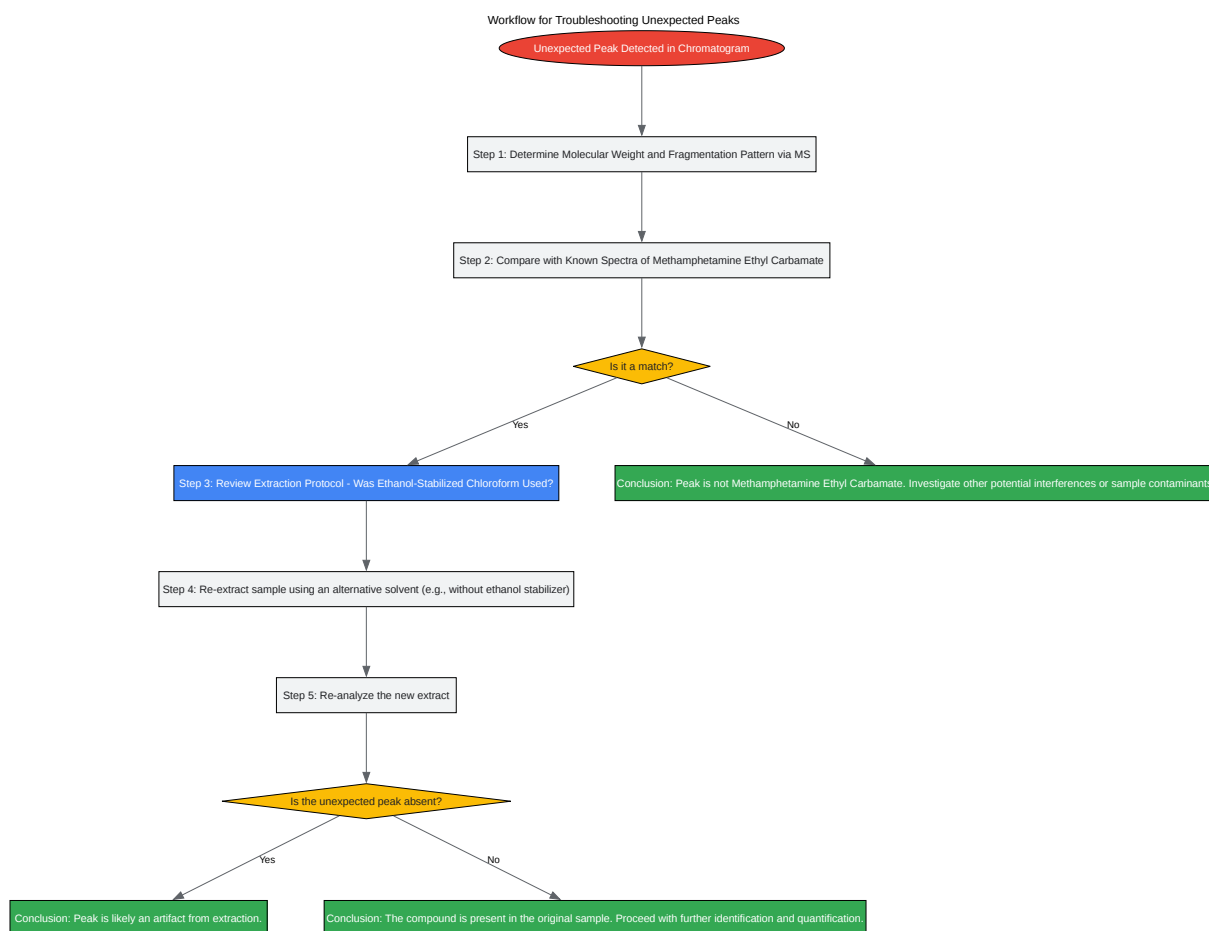 Workflow for Troubleshooting Unexpected Peaks
Unexpected Peak Detected in Chromatogram
Step 1: Determine Molecular Weight and Fragmentation Pattern via MS
Step 2: Compare with Known Spectra of Methamphetamine Ethyl Carbamate
Is it a match?
Yes
No
Step 3: Review Extraction Protocol - Was Ethanol-Stabilized Chloroform Used?
Conclusion: Peak is not Methamphetamine Ethyl Carbamate. Investigate other potential interferences or sample contaminants
Step 4: Re-extract sample using an alternative solvent (e.g., without ethanol stabilizer)
Step 5: Re-analyze the new extract
Is the unexpected peak absent?
Yes
No
Conclusion: Peak is likely an artifact from extraction.
Conclusion: The compound is present in the original sample. Proceed with further identification and quantification.